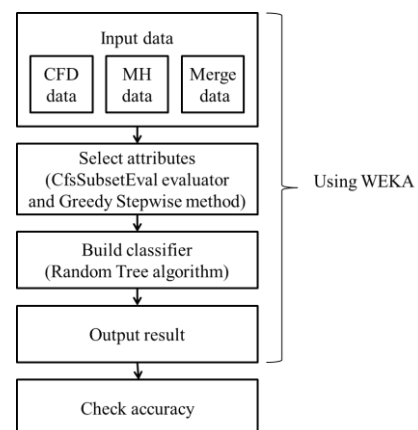 Input data
CFD MH Merge
data data data
Select attributes
(CfsSubsetEval evaluator
and Greedy Stepwise method)
Using WEKA
Build classifier
(Random Tree algorithm)
Output result
Check accuracy